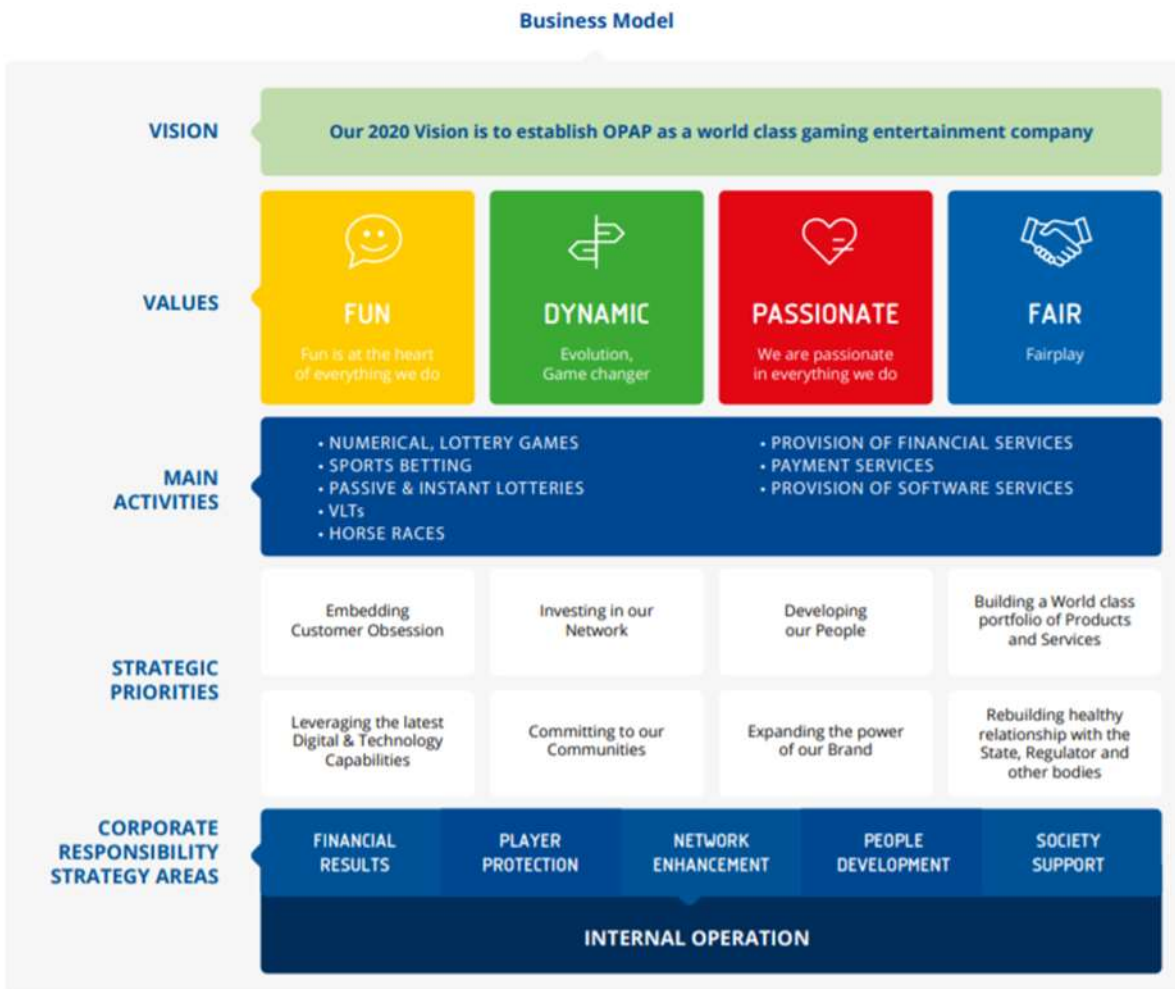 Business Model
VISION
Our 2020 Vision is to establish OPAP as a world class gaming entertainment company
VALUES
FUN
Fun is at the heart
of everything we do
DYNAMIC
Evolution,
Game changer
PASSIONATE
We are passionate
in everything we do
FAIR
Fairplay
MAIN
ACTIVITIES
• NUMERICAL, LOTTERY GAMES
• SPORTS BETTING
• PASSIVE & INSTANT LOTTERIES
• VLTs
• HORSE RACES
• PROVISION OF FINANCIAL SERVICES
• PAYMENT SERVICES
• PROVISION OF SOFTWARE SERVICES
STRATEGIC
PRIORITIES
Embedding
Customer Obsession
Investing in our
Network
Developing
our People
Building a World class
portfolio of Products
and Services
Leveraging the latest
Digital & Technology
Capabilities
Committing to our
Communities
Expanding the power
of our Brand
Rebuilding healthy
relationship with the
State, Regulator and
other bodies
CORPORATE
RESPONSIBILITY
STRATEGY AREAS
FINANCIAL
RESULTS
PLAYER
PROTECTION
NETWORK
ENHANCEMENT
PEOPLE
DEVELOPMENT
SOCIETY
SUPPORT
INTERNAL OPERATION